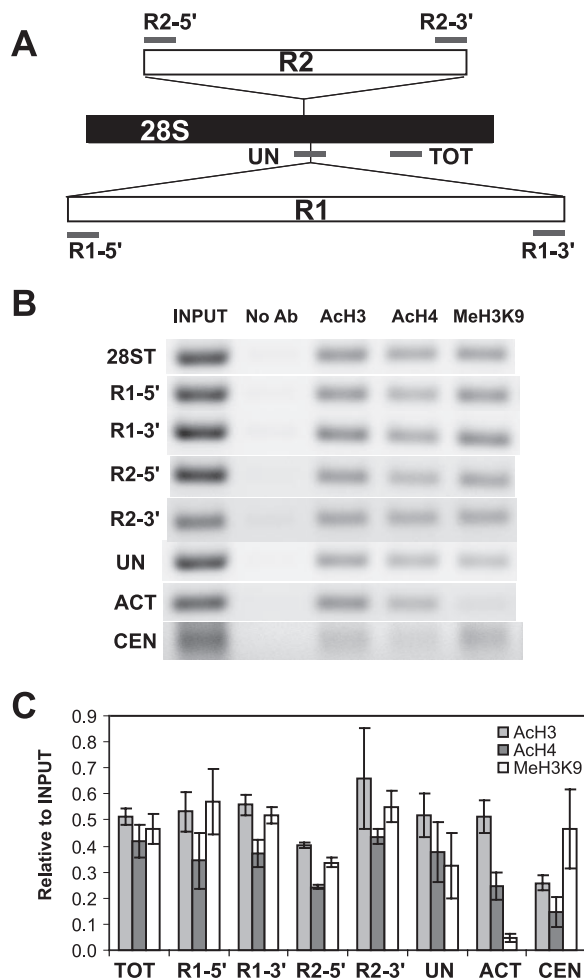 A
R2-5'
R2-3'
R2
28S
UN
TOT
R1
R1-5'
R1-3'
B
INPUT No Ab AcH3 AcH4 MeH3K9
28ST
R1-5'
R1-3'
R2-5'
R2-3'
UN
ACT
CEN
C
Relative to INPUT
0.9
0.8
0.7
0.6
0.5
0.4
0.3
0.2
0.1
0.0
AcH3
AcH4
MeH3K9
TOT R1-5' R1-3' R2-5' R2-3' UN ACT CEN